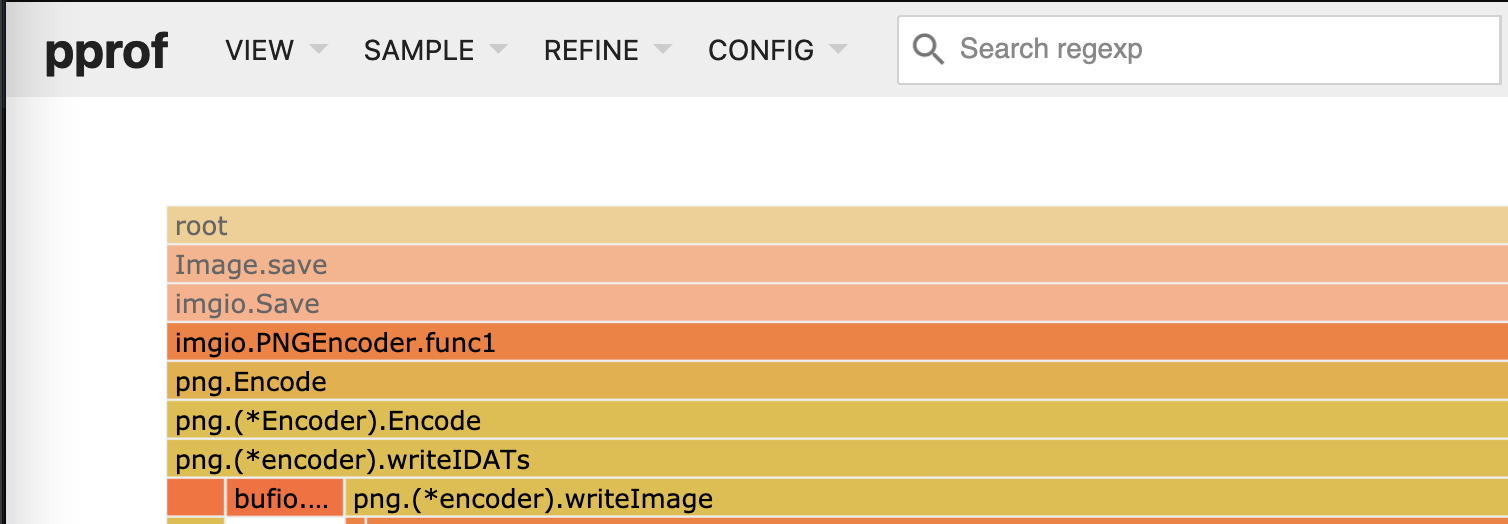 pprof VIEW SAMPLE REFINE CONFIG Search regexp
root
Image.save
imgio.Save
imgio.PNGEncoder.func1
png.Encode
png.(*Encoder).Encode
png.(*encoder).writeIDATs
bufio.… png.(*encoder).writeImage